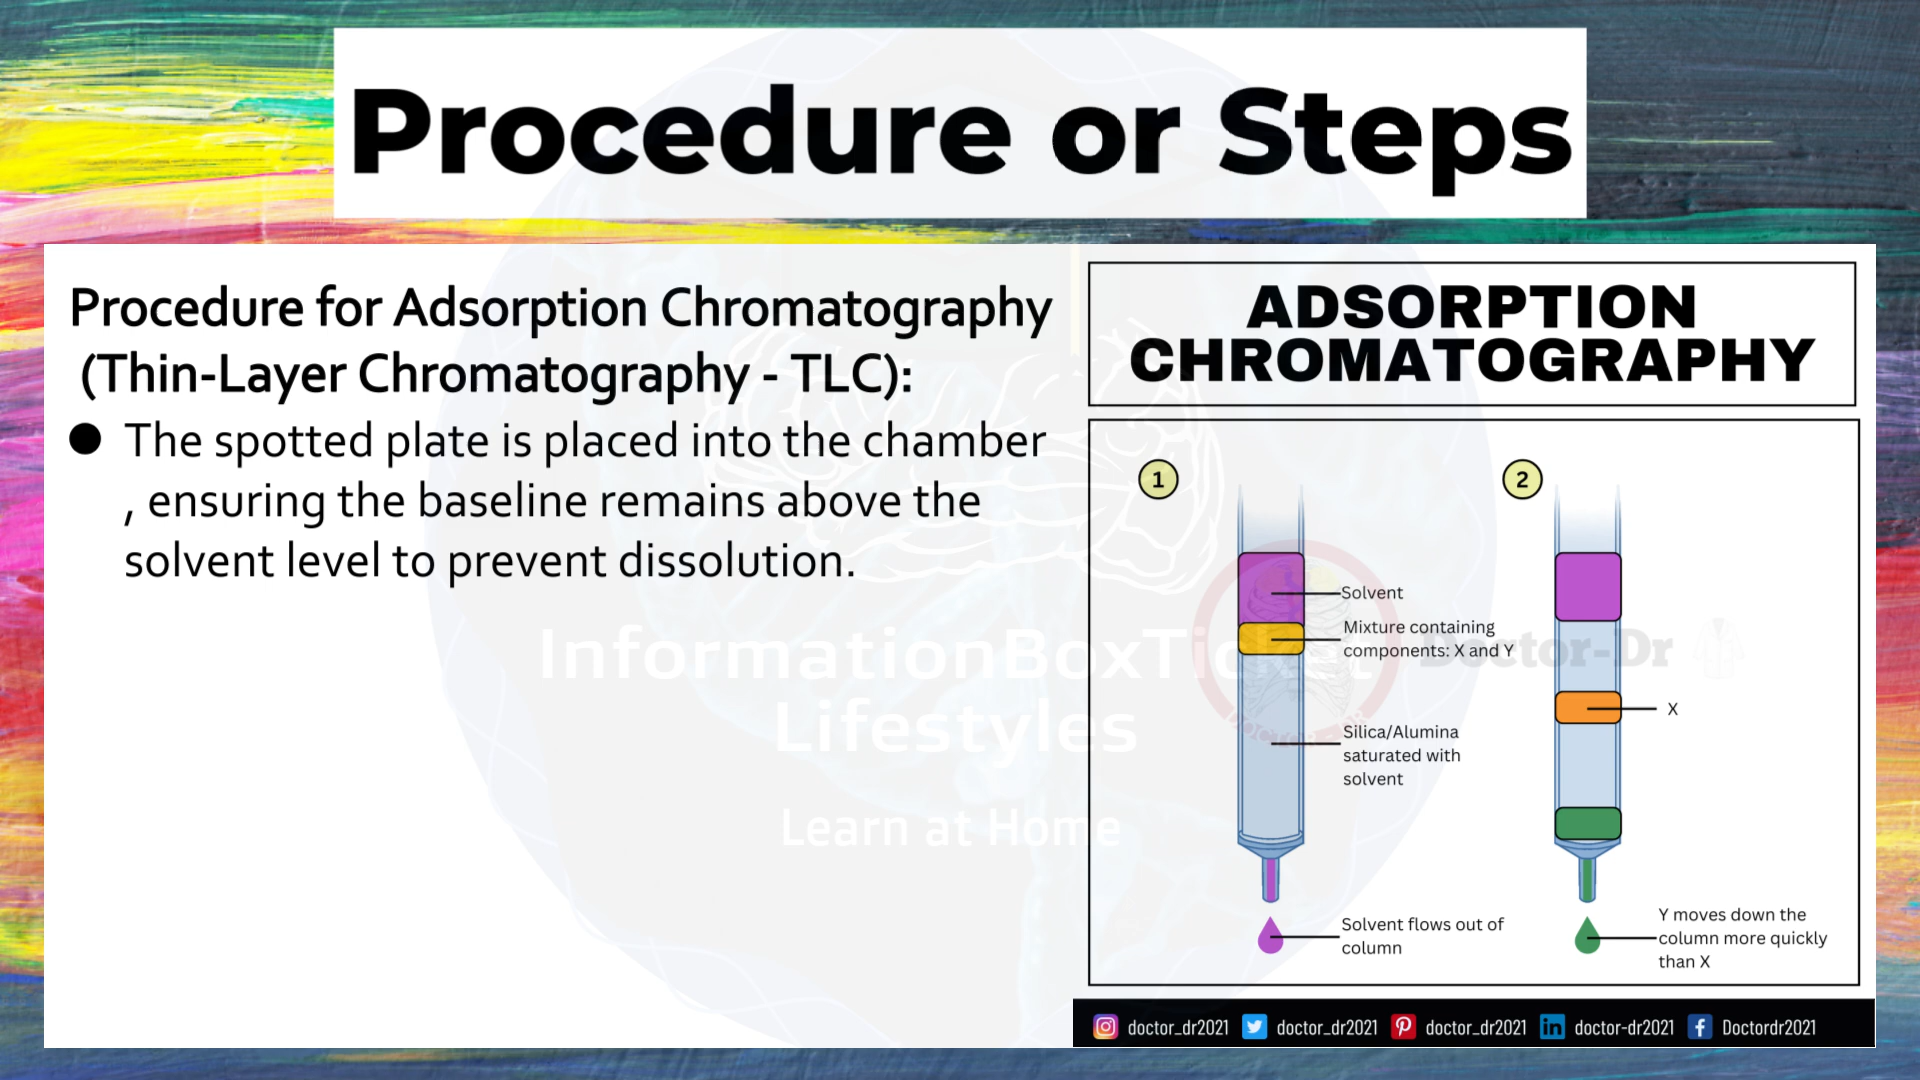 Procedure or Steps
Procedure for Adsorption Chromatography
(Thin-Layer Chromatography - TLC):
● The spotted plate is placed into the chamber
, ensuring the baseline remains above the
solvent level to prevent dissolution.
InformationBoxTicket
Lifestyles
Learn at Home
ADSORPTION
CHROMATOGRAPHY
1
2
Solvent
Mixture containing
components: X and Y
Doctor-Dr
DOCTOR - DR
X
Silica/Alumina
saturated with
solvent
Solvent flows out of
column
Y moves down the
column more quickly
than X
doctor_dr2021 doctor_dr2021 doctor_dr2021 doctor-dr2021 Doctordr2021